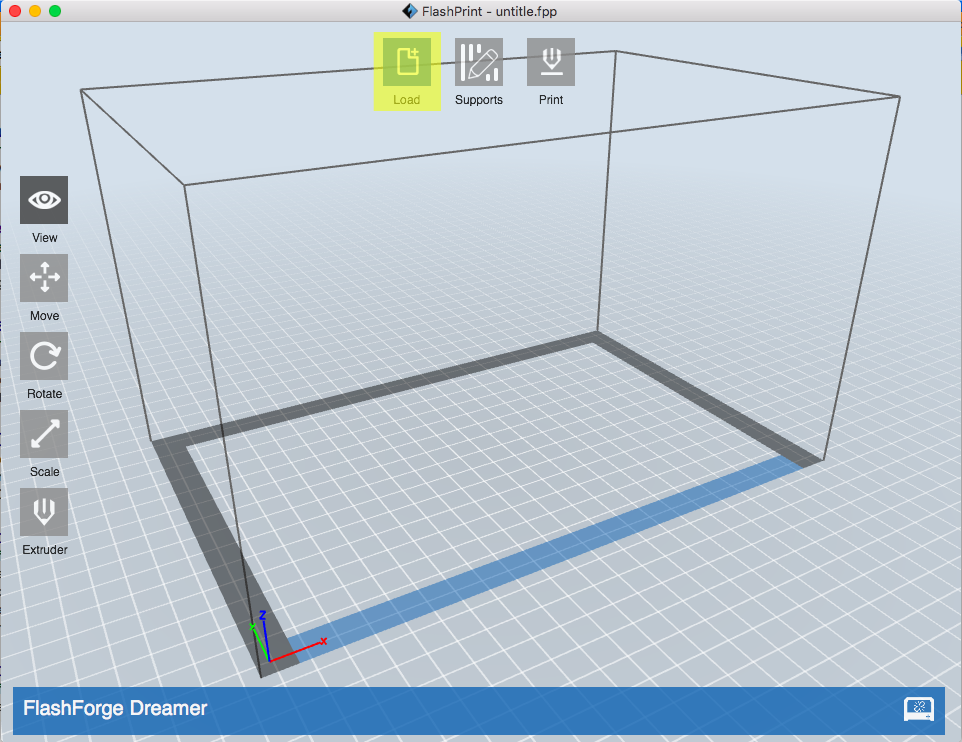 FlashPrint - untitle.fpp
Load
Supports
Print
View
Move
Rotate
Scale
Extruder
Z
Y
X
FlashForge Dreamer